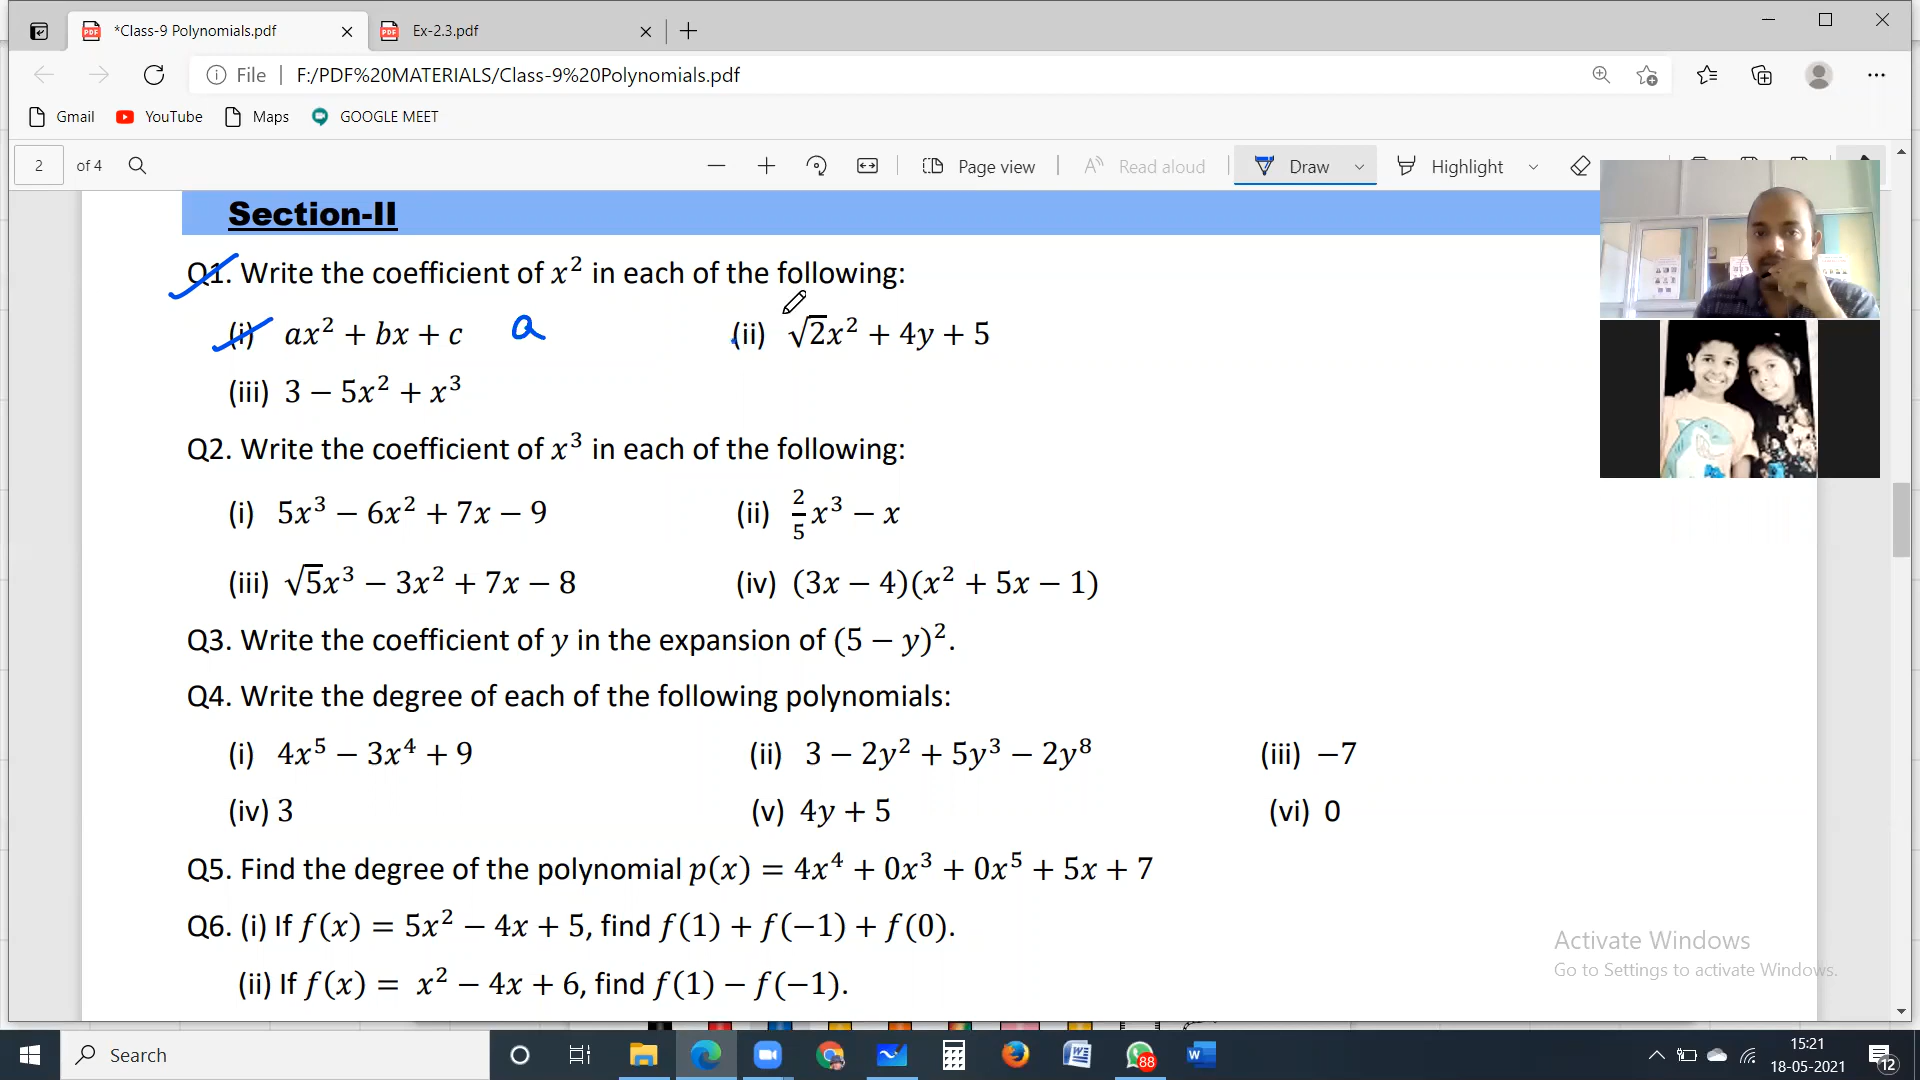 *Class-9 Polynomials.pdf
Ex-2.3.pdf
File F:/PDF%20MATERIALS/Class-9%20Polynomials.pdf
Gmail YouTube Maps GOOGLE MEET
2 of 4 Page view Read aloud Draw Highlight
Section-II
Q1. Write the coefficient of x² in each of the following:
(i) ax² + bx + c a (ii) √2x² + 4y + 5
(iii) 3 − 5x² + x³
Q2. Write the coefficient of x³ in each of the following:
(i) 5x³ − 6x² + 7x − 9 (ii) 2/5 x³ − x
(iii) √5x³ − 3x² + 7x − 8 (iv) (3x − 4)(x² + 5x − 1)
Q3. Write the coefficient of y in the expansion of (5 − y)².
Q4. Write the degree of each of the following polynomials:
(i) 4x⁵ − 3x⁴ + 9 (ii) 3 − 2y² + 5y³ − 2y⁸ (iii) −7
(iv) 3 (v) 4y + 5 (vi) 0
Q5. Find the degree of the polynomial p(x) = 4x⁴ + 0x³ + 0x⁵ + 5x + 7
Q6. (i) If f(x) = 5x² − 4x + 5, find f(1) + f(−1) + f(0).
(ii) If f(x) = x² − 4x + 6, find f(1) − f(−1).
Activate Windows
Go to Settings to activate Windows.
Search
88
15:21
18-05-2021
12